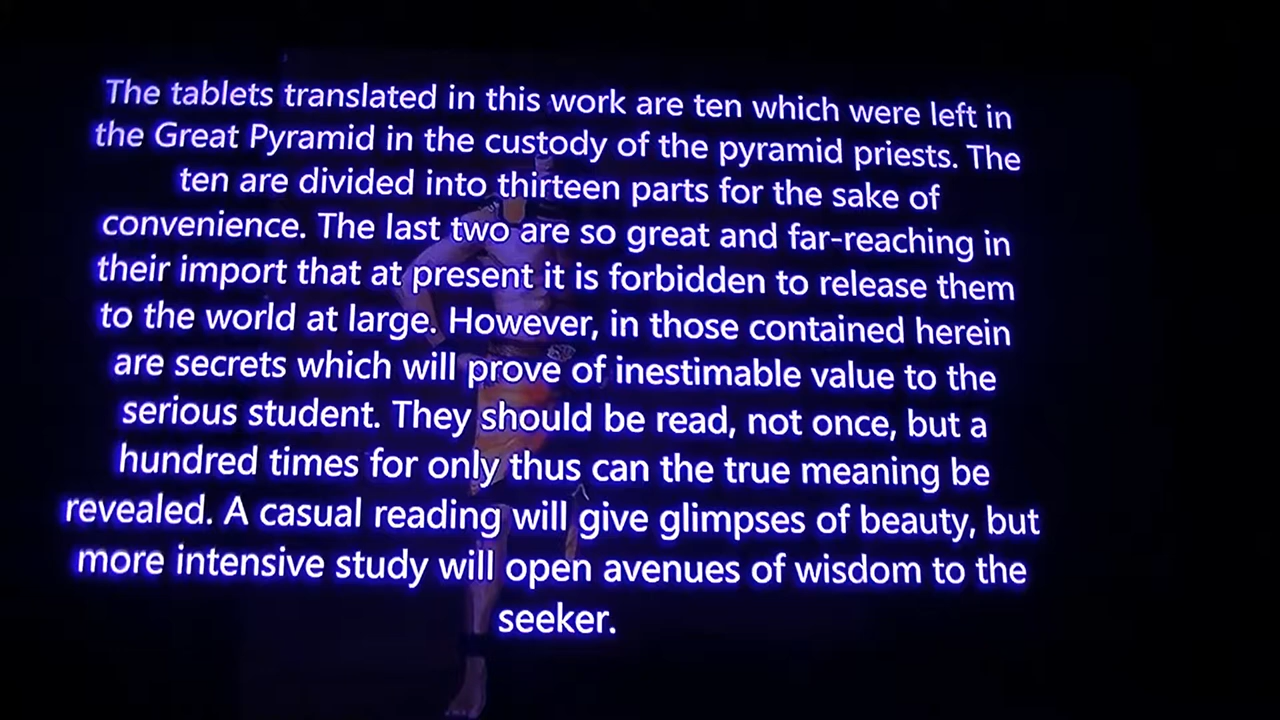 The tablets translated in this work are ten which were left in
the Great Pyramid in the custody of the pyramid priests. The
ten are divided into thirteen parts for the sake of
convenience. The last two are so great and far-reaching in
their import that at present it is forbidden to release them
to the world at large. However, in those contained herein
are secrets which will prove of inestimable value to the
serious student. They should be read, not once, but a
hundred times for only thus can the true meaning be
revealed. A casual reading will give glimpses of beauty, but
more intensive study will open avenues of wisdom to the
seeker.